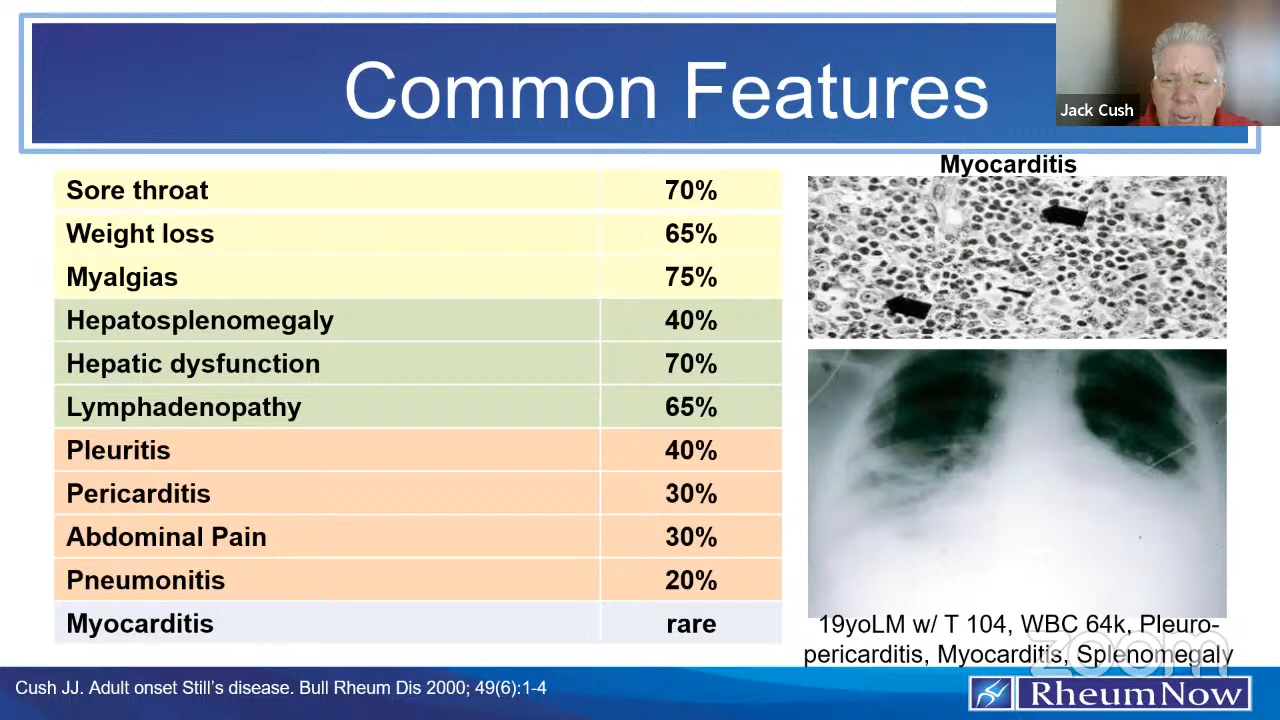 Common Features
Jack Cush
Sore throat 70%
Weight loss 65%
Myalgias 75%
Hepatosplenomegaly 40%
Hepatic dysfunction 70%
Lymphadenopathy 65%
Pleuritis 40%
Pericarditis 30%
Abdominal Pain 30%
Pneumonitis 20%
Myocarditis rare
Myocarditis
19yoLM w/ T 104, WBC 64k, Pleuro-
pericarditis, Myocarditis, Splenomegaly
zoom
Cush JJ. Adult onset Still's disease. Bull Rheum Dis 2000; 49(6):1-4
RheumNow